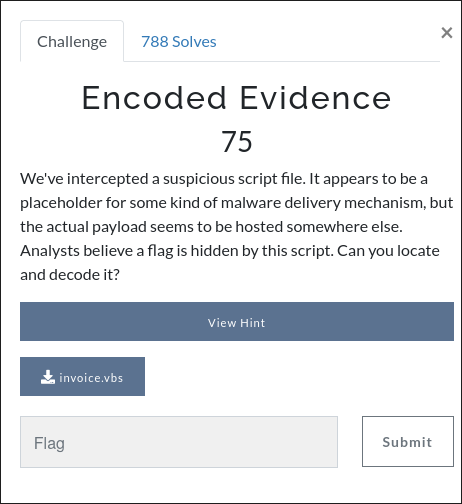 Challenge 788 Solves ×
Encoded Evidence
75
We've intercepted a suspicious script file. It appears to be a
placeholder for some kind of malware delivery mechanism, but
the actual payload seems to be hosted somewhere else.
Analysts believe a flag is hidden by this script. Can you locate
and decode it?
View Hint
invoice.vbs
Flag Submit